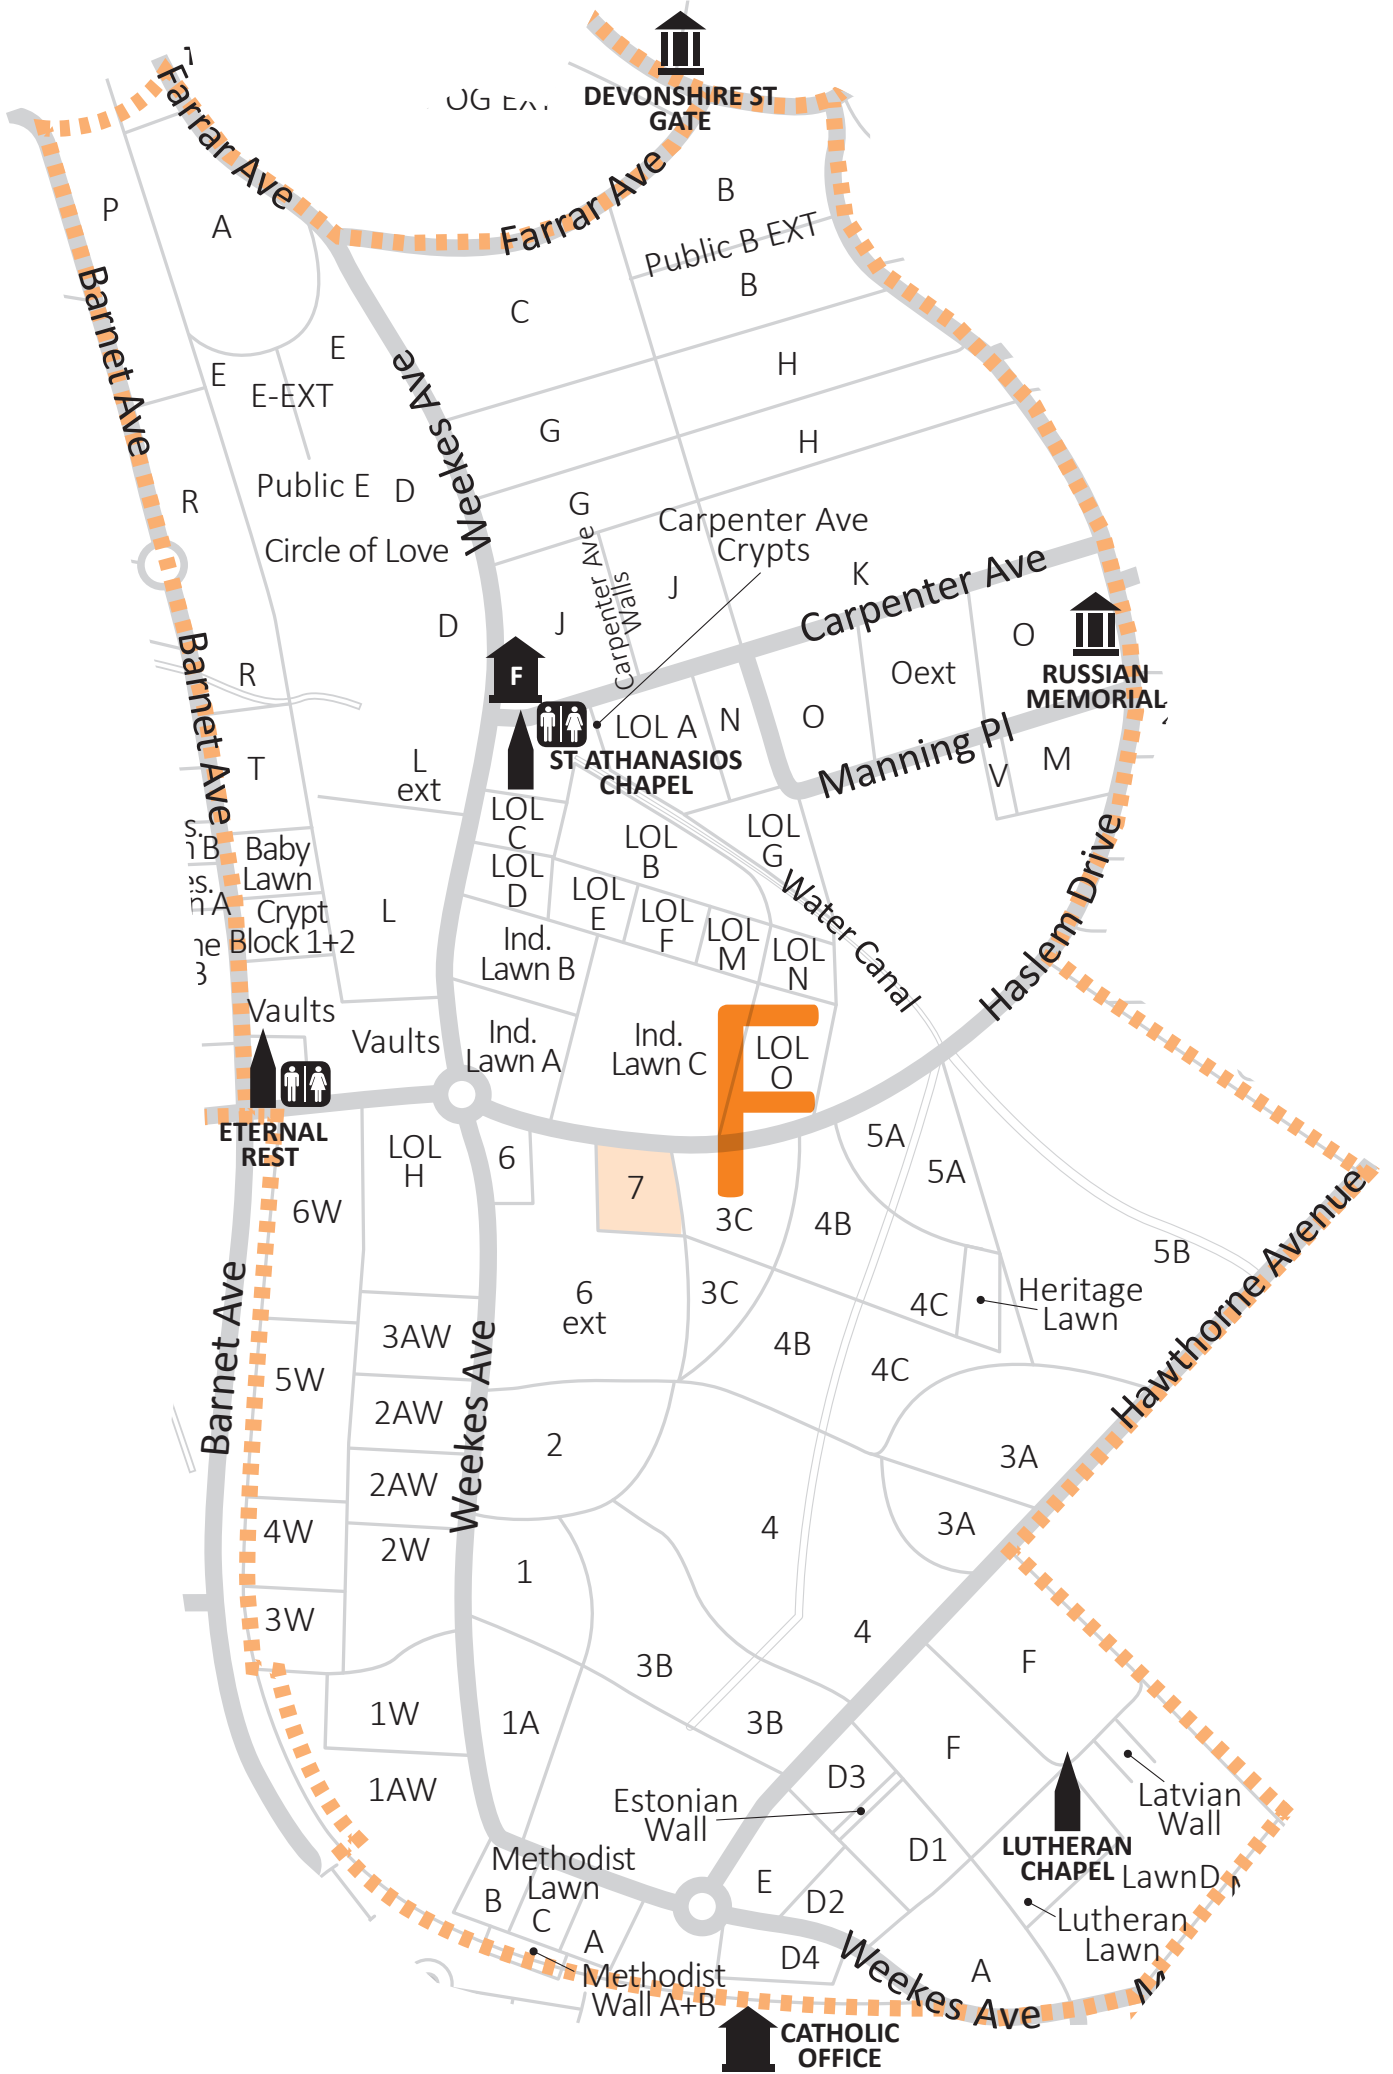 DEVONSHIRE ST
GATE
Farrar Ave
Farrar Ave
P
A
B
Public B EXT
B
Barnet Ave
C
E
E
E-EXT
Weekes Ave
H
G
H
R
Public E
D
G
Carpenter Ave
Crypts
Circle of Love
Carpenter Ave
Walls
J
K
Carpenter Ave
D
J
F
O
Oext
RUSSIAN
MEMORIAL
Barnet Ave
R
LOL A
N
O
ST ATHANASIOS
CHAPEL
Manning Pl
V
M
T
L
ext
LOL
C
LOL
B
LOL
G
Baby
Lawn
LOL
D
LOL
E
LOL
F
LOL
M
LOL
N
Water Canal
Haslem Drive
Crypt
Block 1+2
L
Ind.
Lawn B
Vaults
Vaults
Ind.
Lawn A
Ind.
Lawn C
F
LOL
O
ETERNAL
REST
LOL
H
6
7
5A
5A
6W
3C
4B
5B
Barnet Ave
6
ext
3C
4C
Heritage
Lawn
Hawthorne Avenue
3AW
4B
4C
5W
Weekes Ave
2AW
2
3A
2AW
4W
2W
4
3A
1
3W
4
3B
F
1W
1A
3B
F
1AW
D3
Estonian
Wall
Latvian
Wall
D1
LUTHERAN
CHAPEL
LawnD
Methodist
Lawn
B
C
A
E
D2
Lutheran
Lawn
D4
Weekes Ave
A
Methodist
Wall A+B
CATHOLIC
OFFICE